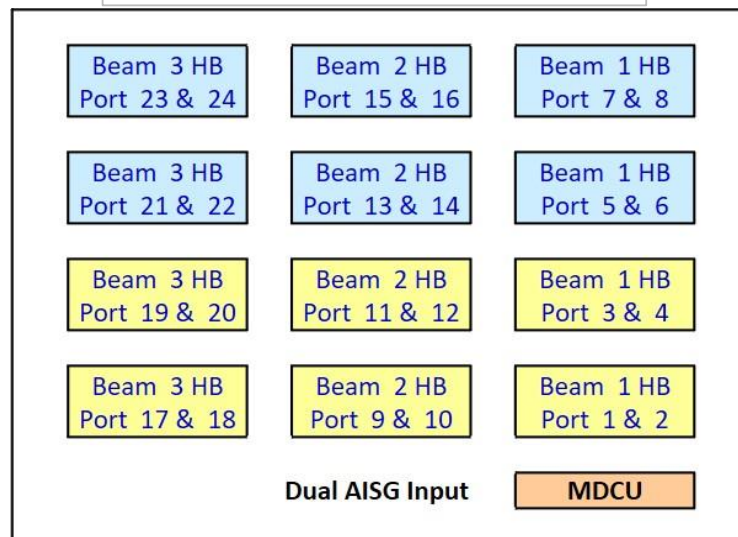 Beam 3 HB
Port 23 & 24
Beam 2 HB
Port 15 & 16
Beam 1 HB
Port 7 & 8
Beam 3 HB
Port 21 & 22
Beam 2 HB
Port 13 & 14
Beam 1 HB
Port 5 & 6
Beam 3 HB
Port 19 & 20
Beam 2 HB
Port 11 & 12
Beam 1 HB
Port 3 & 4
Beam 3 HB
Port 17 & 18
Beam 2 HB
Port 9 & 10
Beam 1 HB
Port 1 & 2
Dual AISG Input
MDCU